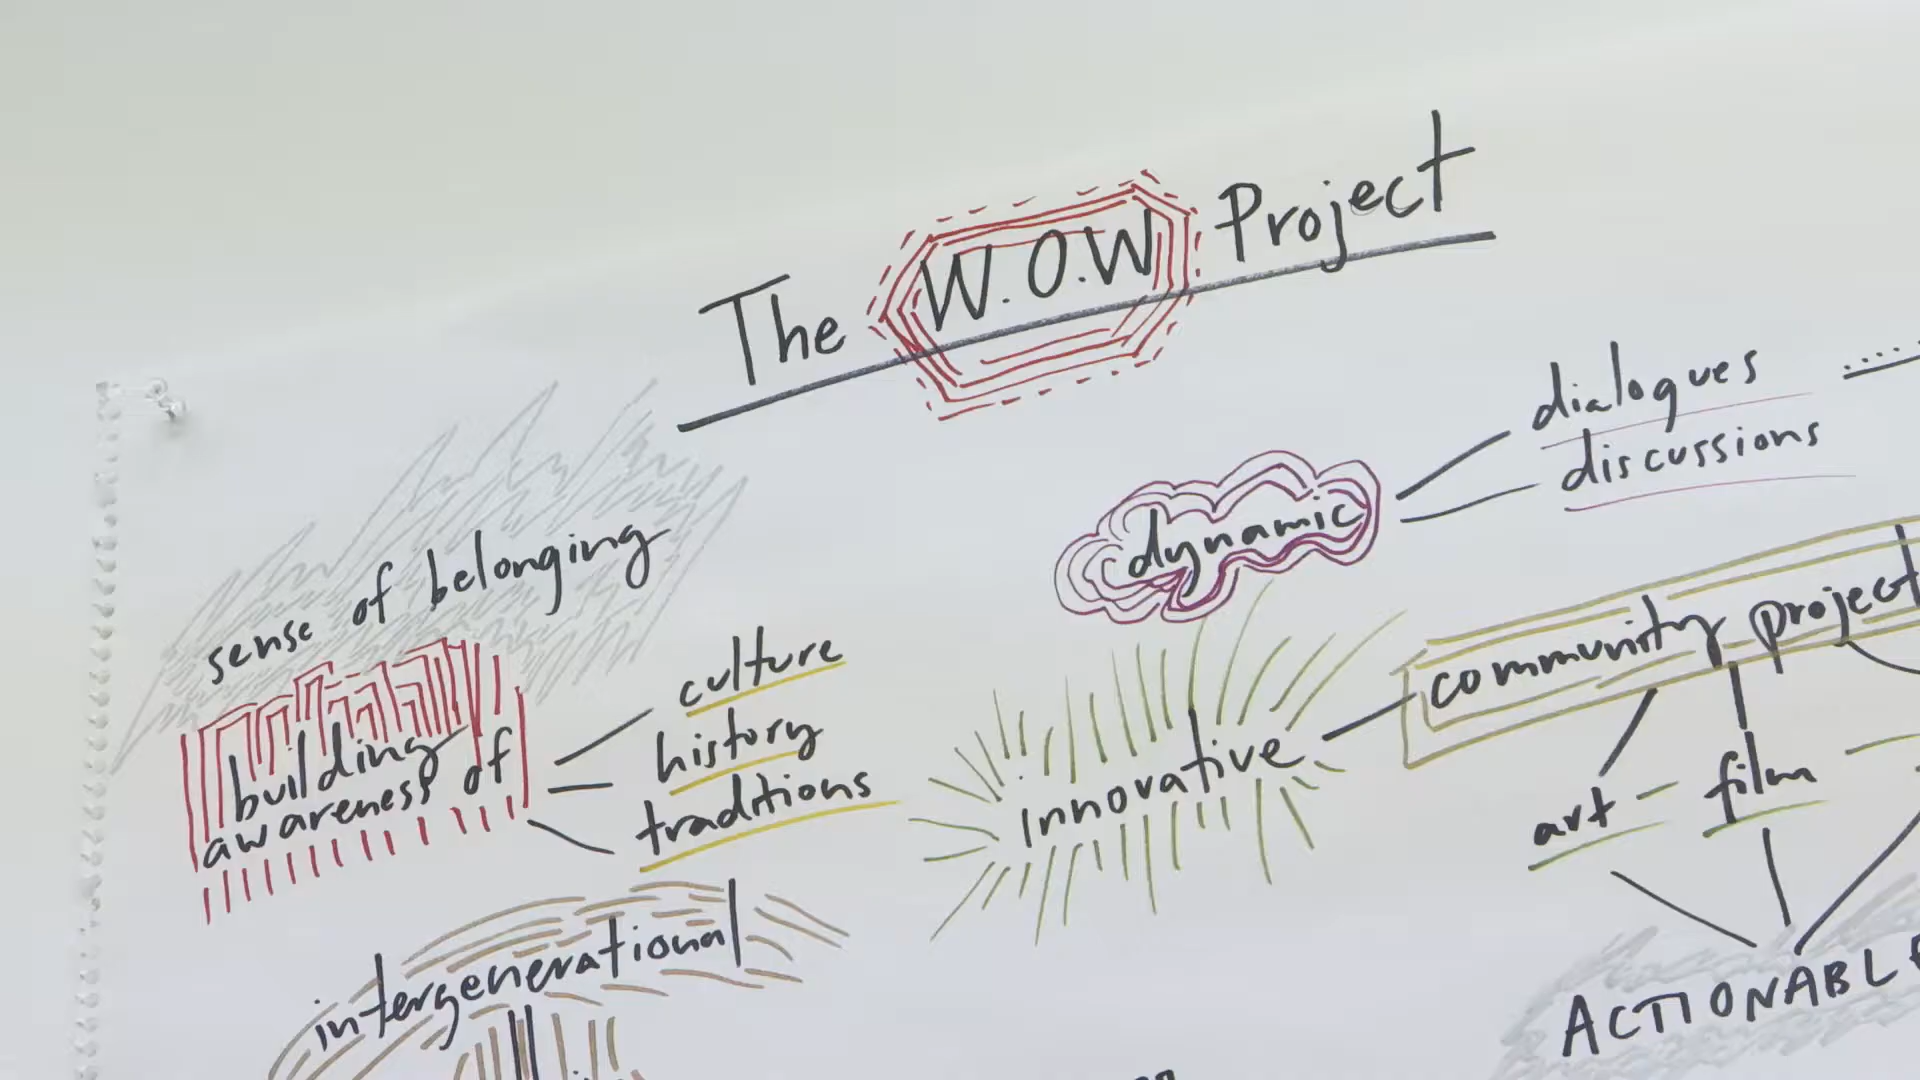 The W.O.W Project
dialogues
discussions
dynamic
sense of belonging
building
awareness of
culture
history
traditions
innovative
community project
art
film
intergenerational
ACTIONABLE